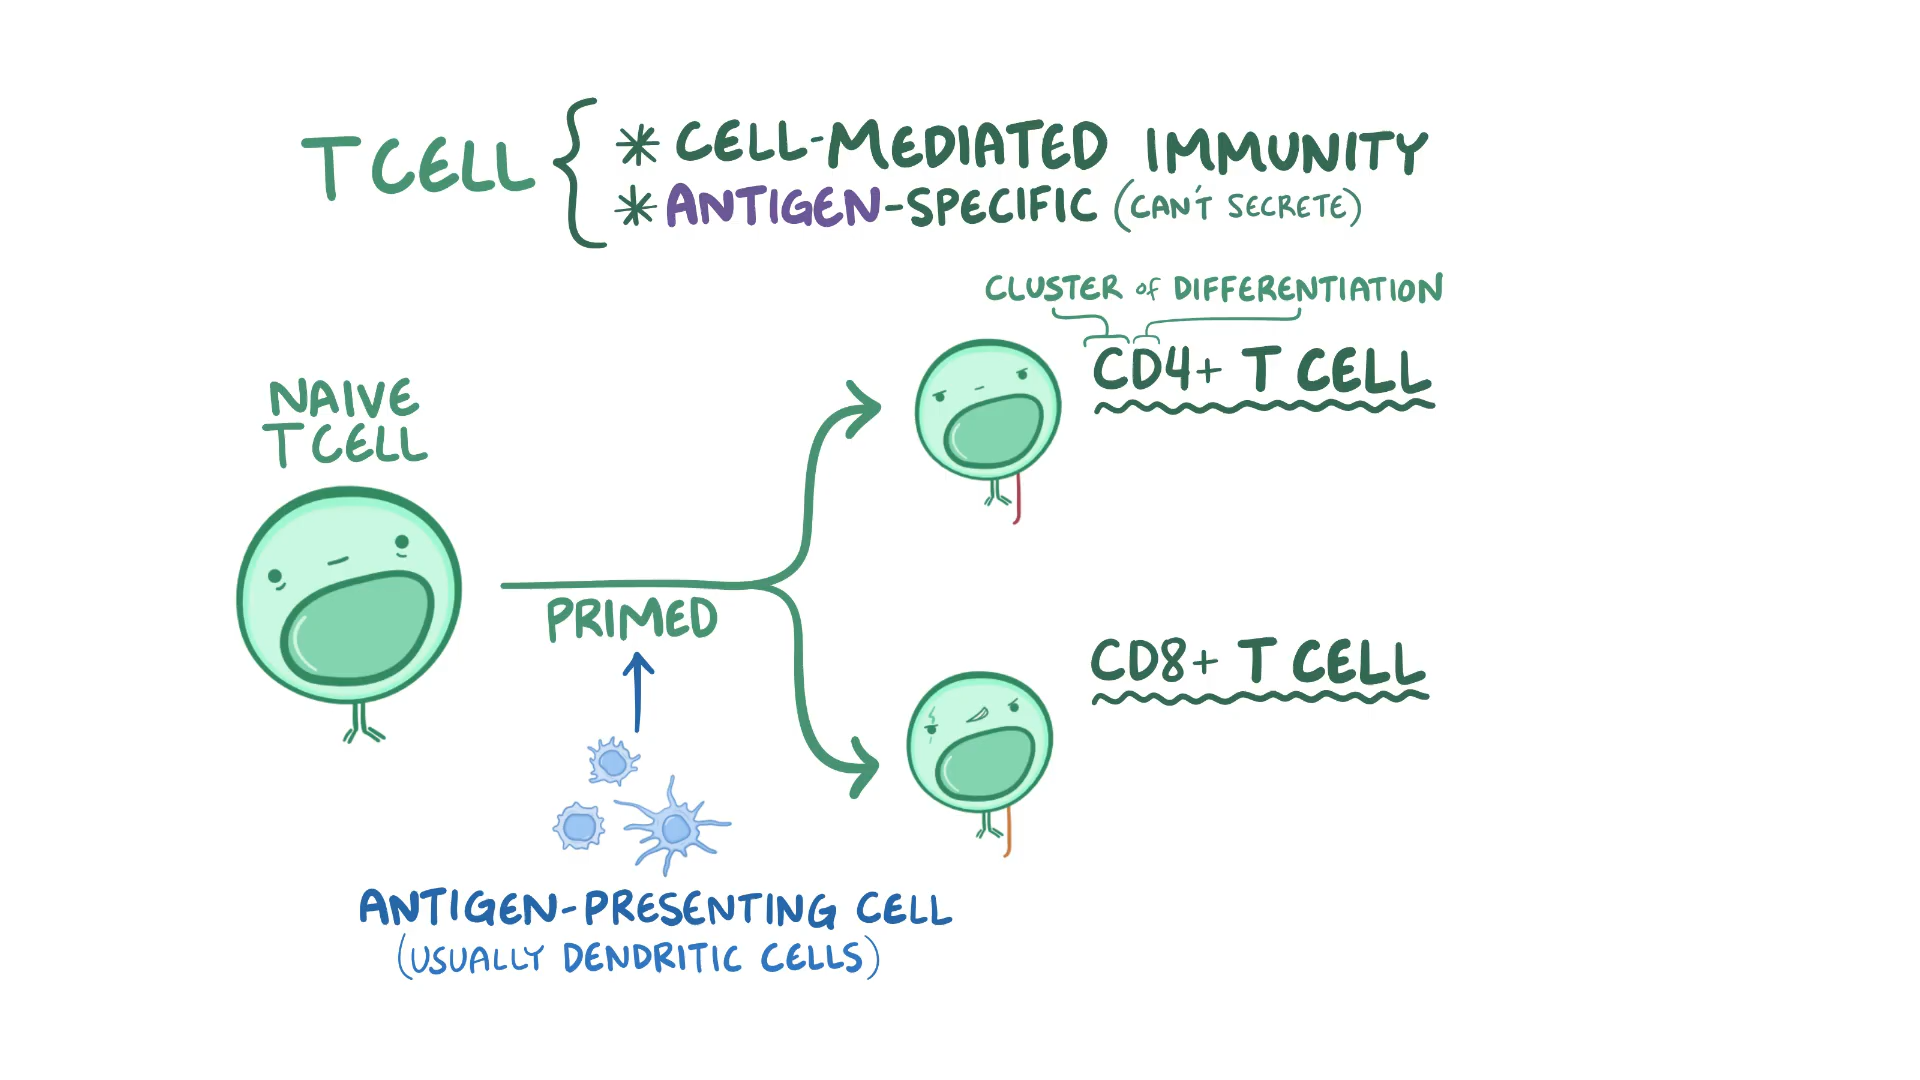 T CELL
* CELL-MEDIATED IMMUNITY
* ANTIGEN-SPECIFIC (CAN'T SECRETE)
CLUSTER of DIFFERENTIATION
CD4+ T CELL
NAIVE
T CELL
PRIMED
CD8+ T CELL
ANTIGEN-PRESENTING CELL
(USUALLY DENDRITIC CELLS)